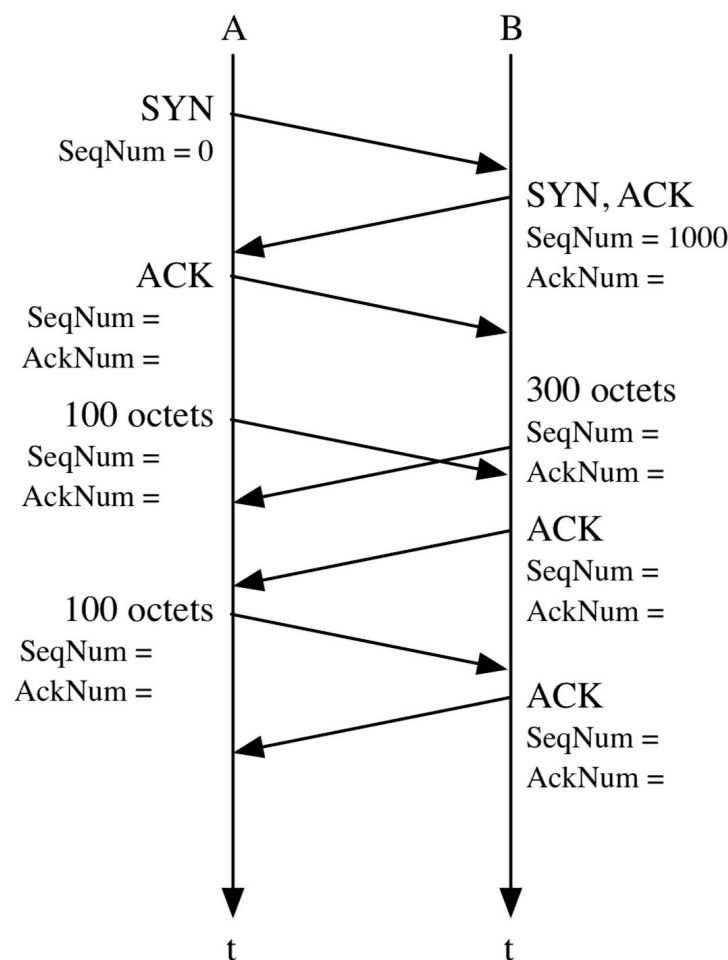 A
B
SYN
SeqNum = 0
SYN, ACK
SeqNum = 1000
AckNum =
ACK
SeqNum =
AckNum =
300 octets
SeqNum =
AckNum =
100 octets
SeqNum =
AckNum =
ACK
SeqNum =
AckNum =
100 octets
SeqNum =
AckNum =
ACK
SeqNum =
AckNum =
t
t